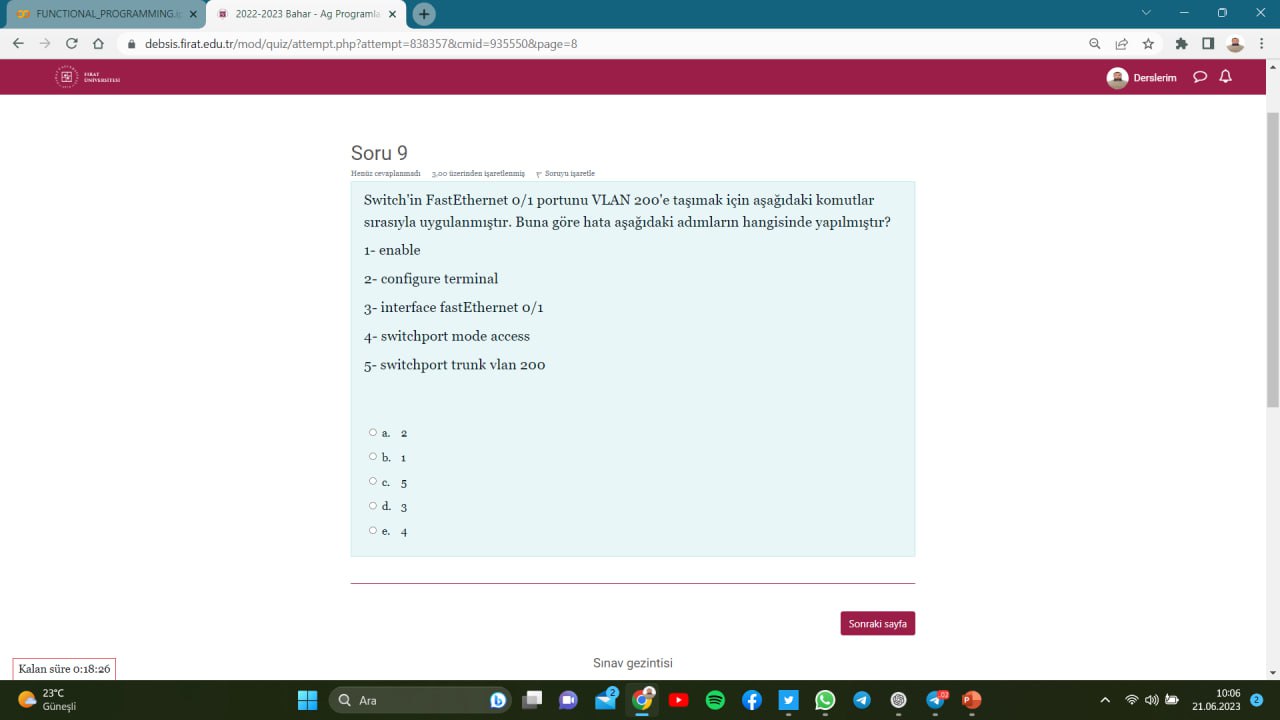 FUNCTIONAL_PROGRAMMING.i
2022-2023 Bahar - Ag Programla
debsis.firat.edu.tr/mod/quiz/attempt.php?attempt=838357&cmid=935550&page=8
FIRAT
ÜNİVERSİTESİ
Derslerim
Soru 9
Henüz cevaplanmadı 3,00 üzerinden işaretlenmiş Soruyu işaretle
Switch'in FastEthernet 0/1 portunu VLAN 200'e taşımak için aşağıdaki komutlar
sırasıyla uygulanmıştır. Buna göre hata aşağıdaki adımların hangisinde yapılmıştır?
1- enable
2- configure terminal
3- interface fastEthernet 0/1
4- switchport mode access
5- switchport trunk vlan 200
a. 2
b. 1
c. 5
d. 3
e. 4
Sonraki sayfa
Sınav gezintisi
Kalan süre 0:18:26
23°C
Güneşli
Ara
2
02
10:06
21.06.2023
2